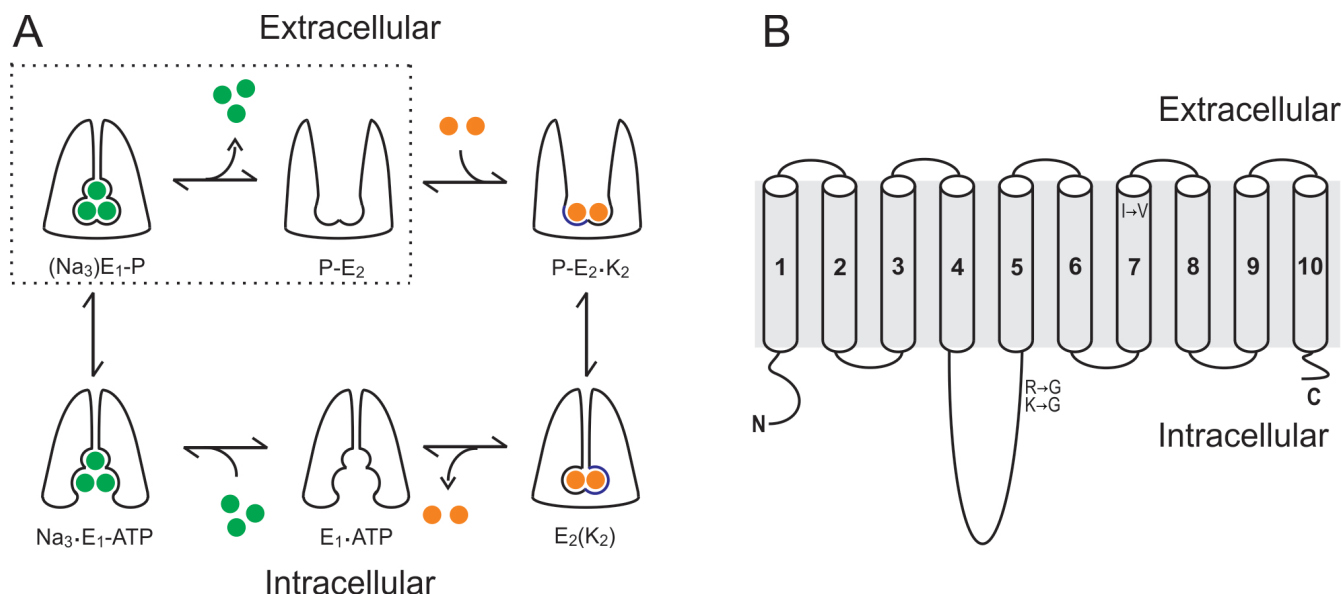 A
Extracellular
(Na₃)E₁-P
P-E₂
P-E₂·K₂
Na₃·E₁-ATP
E₁·ATP
E₂(K₂)
Intracellular
B
Extracellular
I→V
1 2 3 4 5 6 7 8 9 10
R→G
K→G
N
C
Intracellular